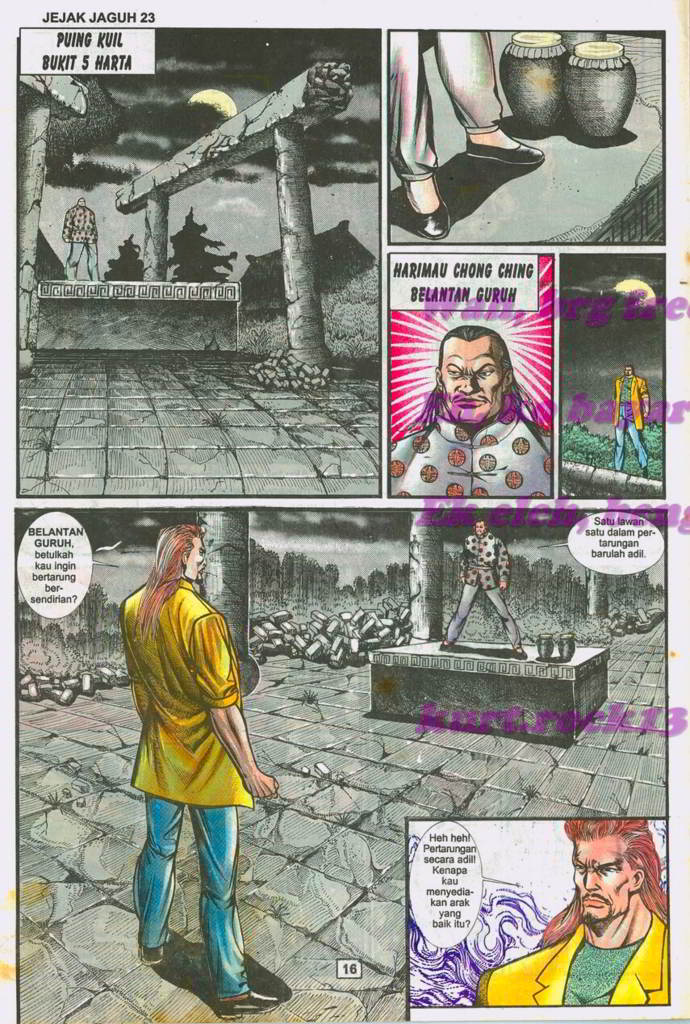 JEJAK JAGUH 23
PUING KUIL
BUKIT 5 HARTA
HARIMAU CHONG CHING
BELANTAN GURUH
BELANTAN
GURUH,
betulkah
kau ingin
bertarung
ber-
sendirian?
Satu lawan
satu dalam per-
tarungan
barulah adil.
Heh heh!
Pertarungan
secara adil!
Kenapa
kau
menyedia-
kan arak
yang
baik itu?
16
kurt.rock13